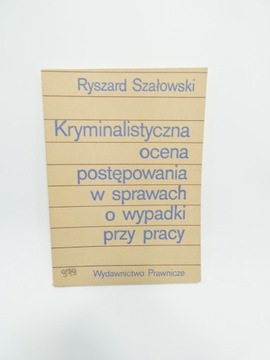 Ryszard Szałowski
Kryminalistyczna
ocena
postępowania
w sprawach
o wypadki
przy pracy
Wydawnictwo Prawnicze